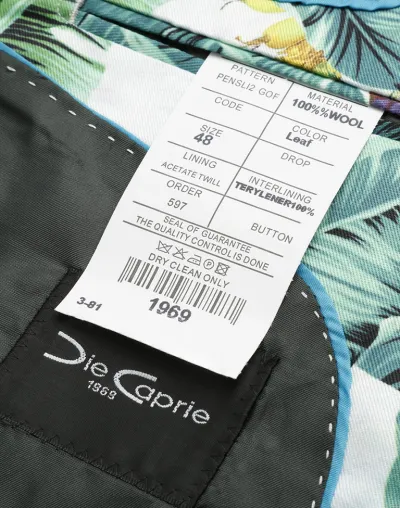 PATTERN
PENSLI2 GOF
MATERIAL
100%%WOOL
CODE
COLOR
Leaf
SIZE
48
DROP
LINING
ACETATE TWILL
INTERLINING
TERYLENER100%
ORDER
597
BUTTON
SEAL OF GUARANTEE
THE QUALITY CONTROL IS DONE
DRY CLEAN ONLY
3-81
1969
Die Caprie
1969